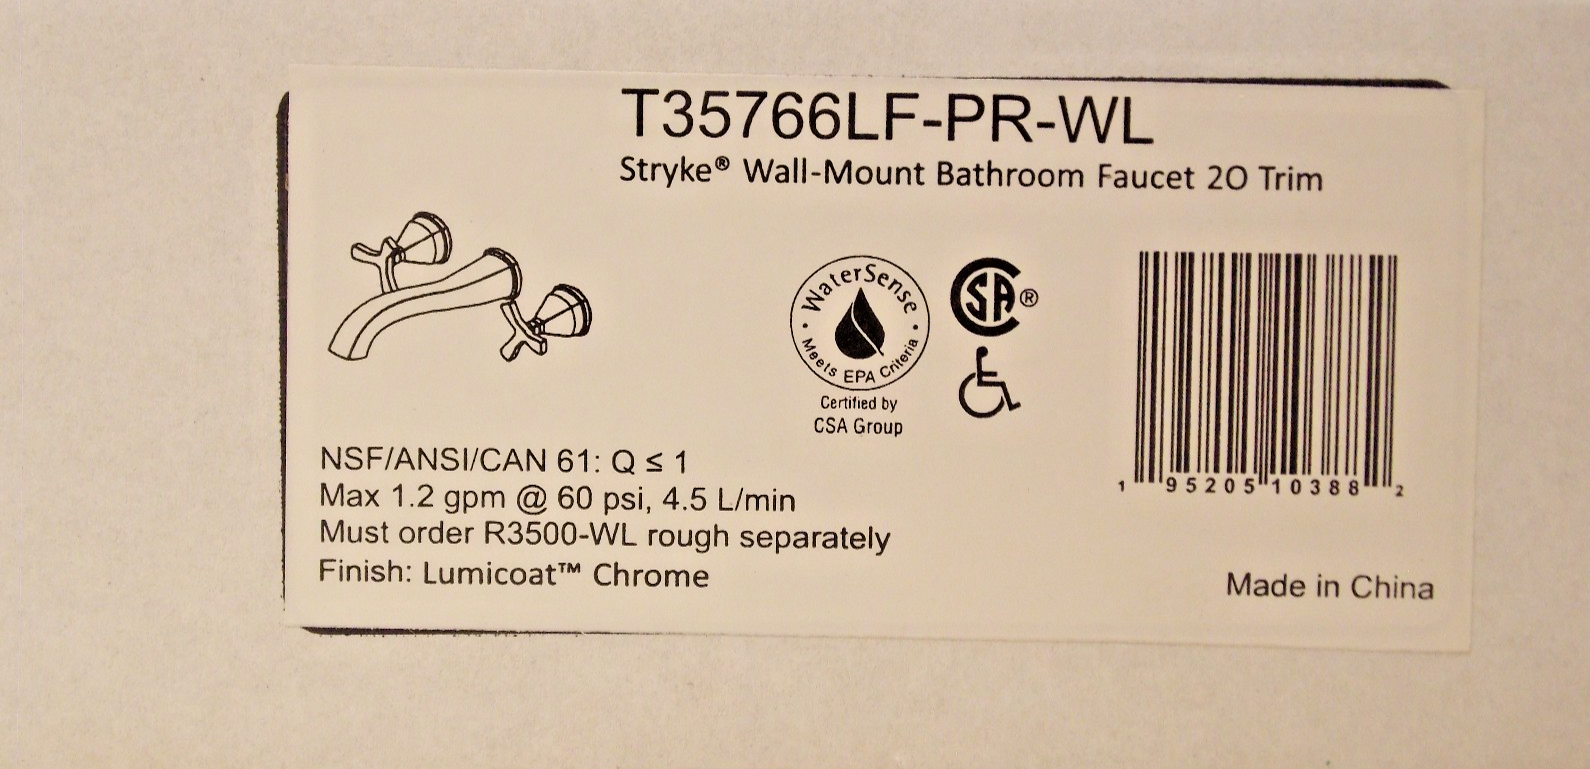 T35766LF-PR-WL
Stryke® Wall-Mount Bathroom Faucet 2O Trim
WaterSense
Meets EPA Criteria
Certified by
CSA Group
CSA®
NSF/ANSI/CAN 61: Q ≤ 1
Max 1.2 gpm @ 60 psi, 4.5 L/min
Must order R3500-WL rough separately
Finish: Lumicoat™ Chrome
1 95205 10388 2
Made in China